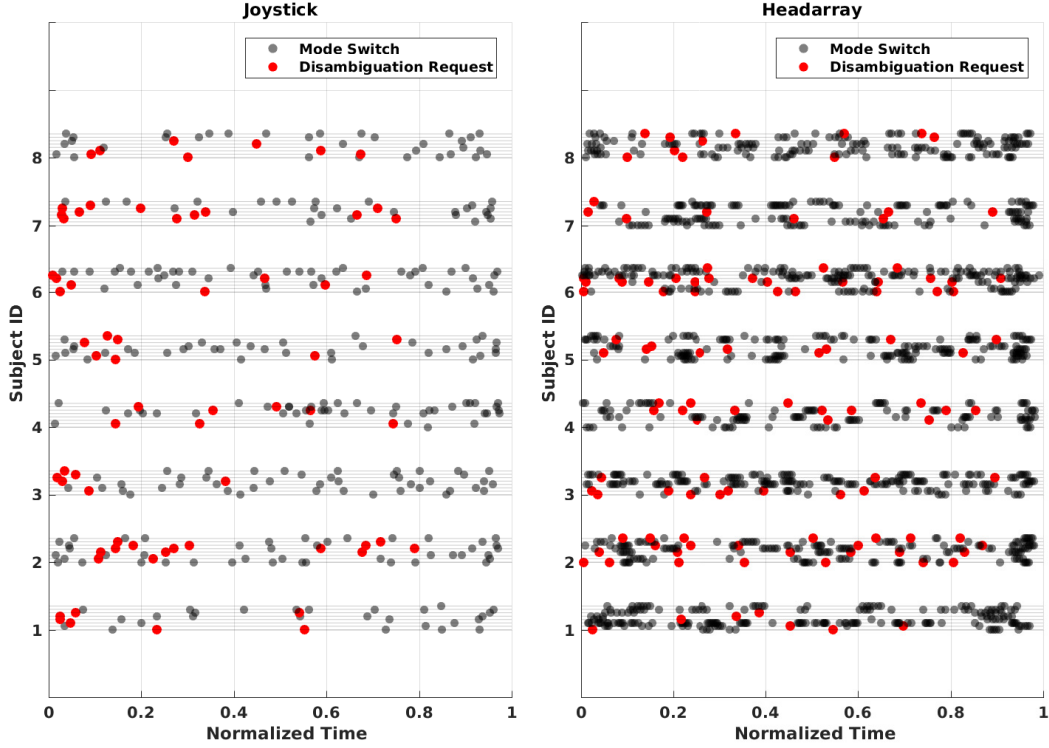 Joystick
Mode Switch
Disambiguation Request
8
7
6
5
4
3
2
1
Subject ID
0
0.2
0.4
0.6
0.8
1
Normalized Time
Headarray
Mode Switch
Disambiguation Request
8
7
6
5
4
3
2
1
Subject ID
0
0.2
0.4
0.6
0.8
1
Normalized Time